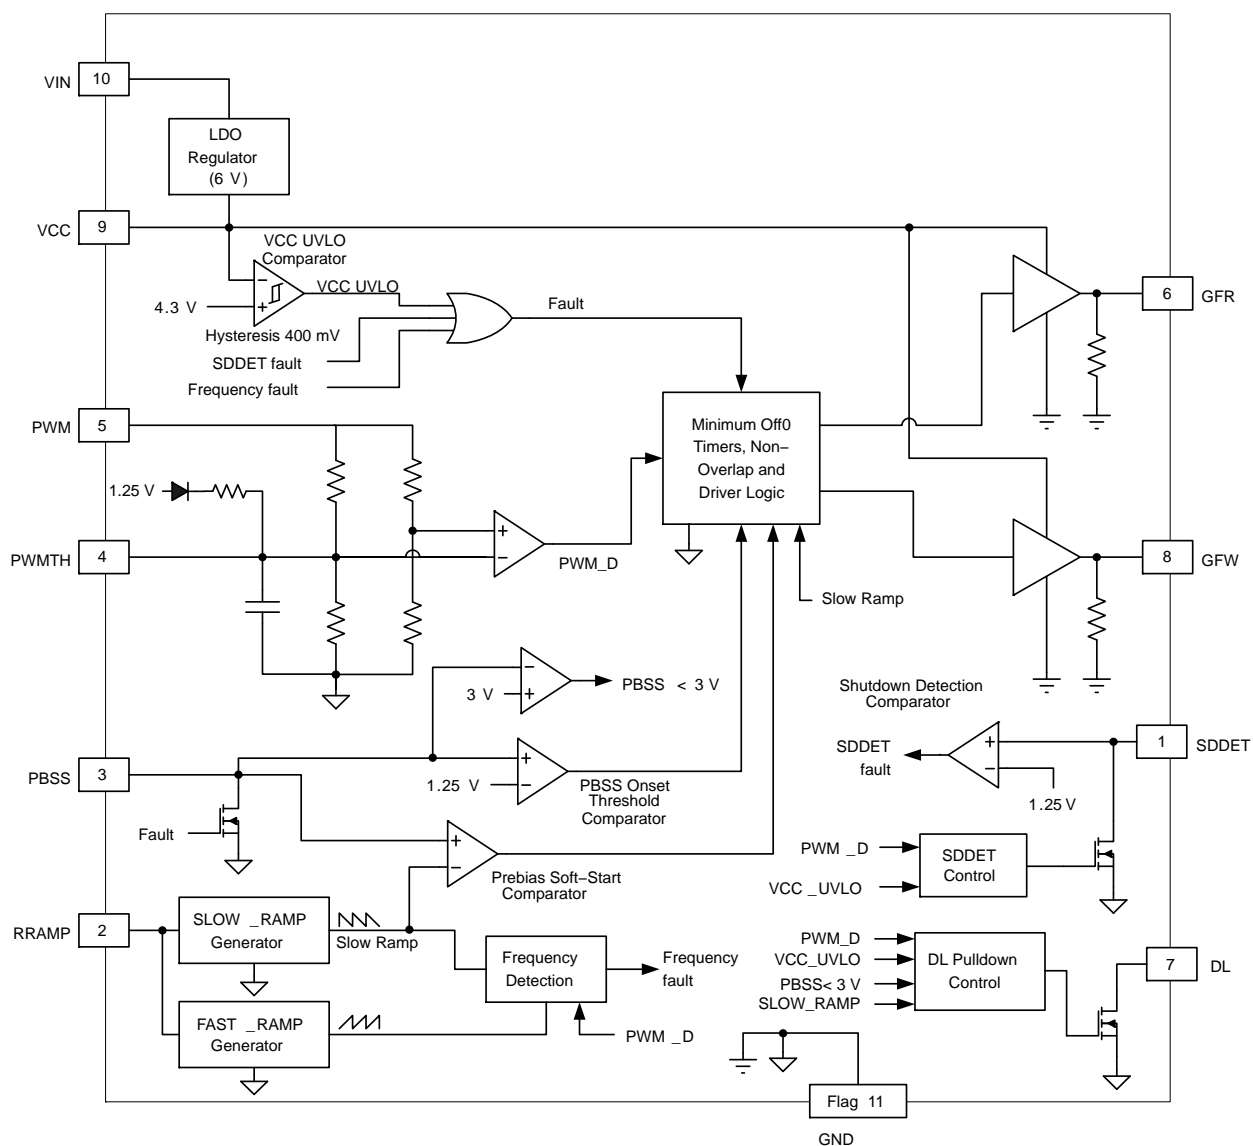 VIN
10
LDO
Regulator
(6 V)
VCC
9
VCC UVLO
Comparator
−
+
4.3 V
VCC UVLO
Hysteresis 400 mV
SDDET fault
Frequency fault
Fault
6
GFR
PWM
5
1.25 V
PWMTH
4
+
−
PWM_D
Minimum Off0
Timers, Non−
Overlap and
Driver Logic
Slow Ramp
8
GFW
−
+
3 V
PBSS < 3 V
PBSS
3
+
−
1.25 V
PBSS Onset
Threshold
Comparator
Fault
+
−
Prebias Soft−Start
Comparator
Shutdown Detection
Comparator
SDDET
fault
+
−
1.25 V
1
SDDET
PWM _D
VCC _UVLO
SDDET
Control
RRAMP
2
SLOW _RAMP
Generator
Slow Ramp
Frequency
Detection
Frequency
fault
FAST _RAMP
Generator
PWM _D
PWM_D
VCC_UVLO
PBSS< 3 V
SLOW_RAMP
DL Pulldown
Control
7
DL
Flag 11
GND